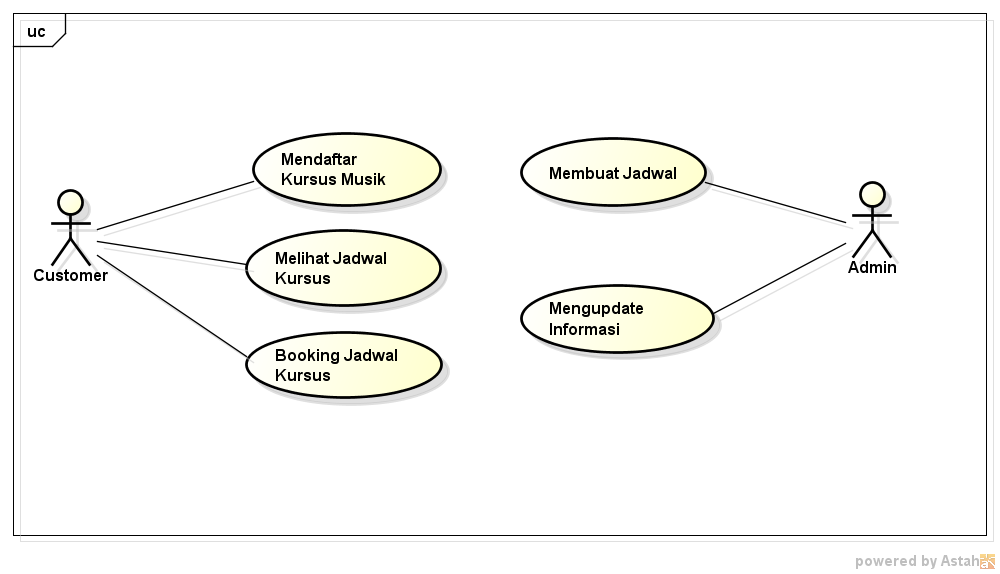 uc
Mendaftar
Kursus Musik
Melihat Jadwal
Kursus
Booking Jadwal
Kursus
Customer
Membuat Jadwal
Mengupdate
Informasi
Admin
powered by Astah